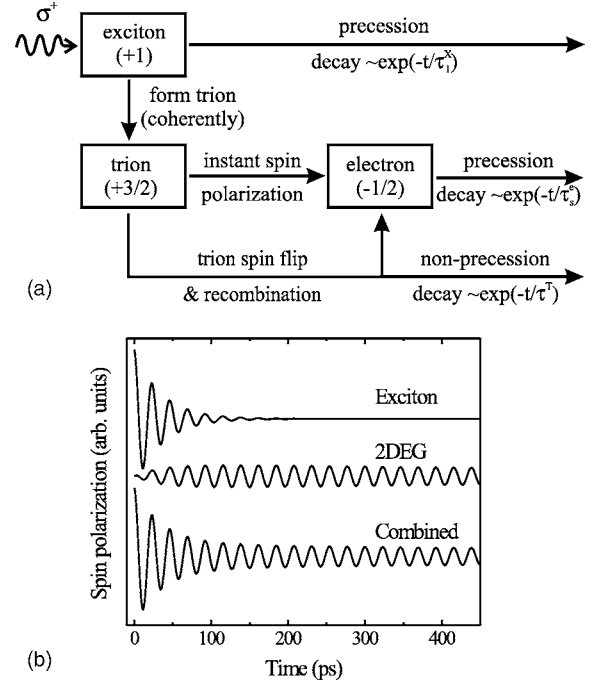 σ+
exciton
(+1)
precession
decay ~exp(-t/τ₁ˣ)
form trion
(coherently)
trion
(+3/2)
instant spin
polarization
electron
(-1/2)
precession
decay ~exp(-t/τₛᵉ)
trion spin flip
& recombination
non-precession
decay ~exp(-t/τᵀ)
(a)
Spin polarization (arb. units)
Exciton
2DEG
Combined
0 100 200 300 400
Time (ps)
(b)